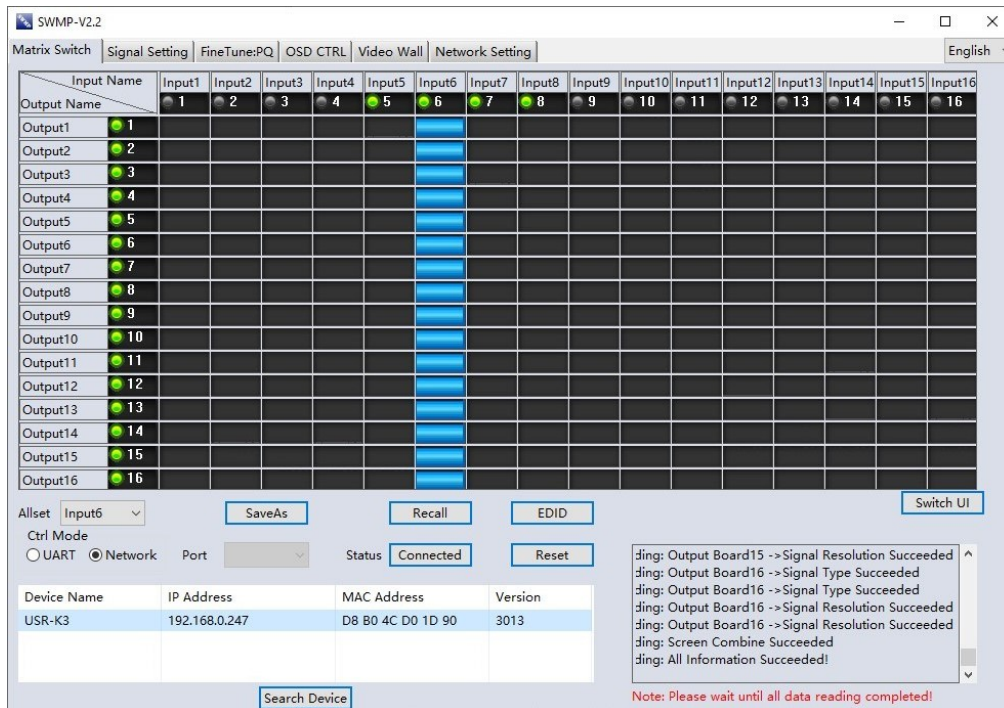 SWMP-V2.2
Matrix Switch Signal Setting FineTune:PQ OSD CTRL Video Wall Network Setting English
Input Name Input1 Input2 Input3 Input4 Input5 Input6 Input7 Input8 Input9 Input10 Input11 Input12 Input13 Input14 Input15 Input16
Output Name 1 2 3 4 5 6 7 8 9 10 11 12 13 14 15 16
Output1 1
Output2 2
Output3 3
Output4 4
Output5 5
Output6 6
Output7 7
Output8 8
Output9 9
Output10 10
Output11 11
Output12 12
Output13 13
Output14 14
Output15 15
Output16 16
Allset Input6 SaveAs Recall EDID Switch UI
Ctrl Mode
UART Network Port Status Connected Reset
Device Name IP Address MAC Address Version
USR-K3 192.168.0.247 D8 B0 4C D0 1D 90 3013
Search Device
ding: Output Board15 ->Signal Resolution Succeeded
ding: Output Board16 ->Signal Type Succeeded
ding: Output Board16 ->Signal Type Succeeded
ding: Output Board16 ->Signal Resolution Succeeded
ding: Output Board16 ->Signal Resolution Succeeded
ding: Screen Combine Succeeded
ding: All Information Succeeded!
Note: Please wait until all data reading completed!